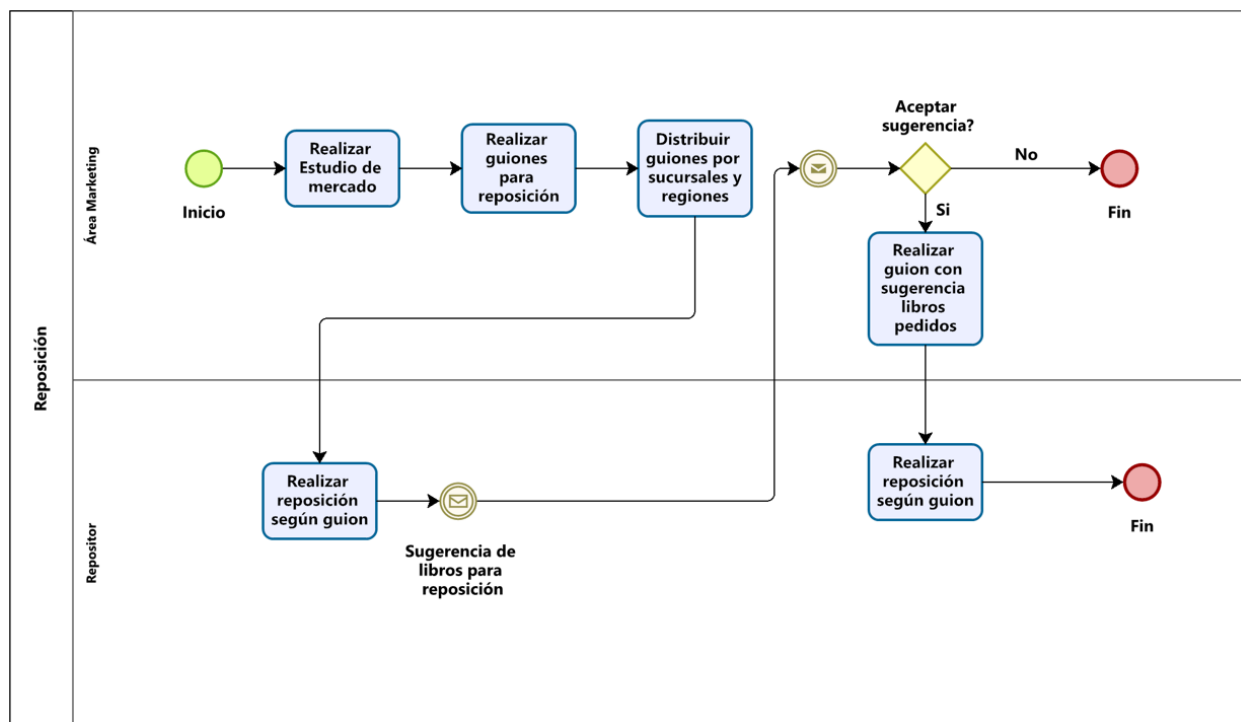 Reposición
Área Marketing
Inicio
Realizar
Estudio de
mercado
Realizar
guiones
para
reposición
Distribuir
guiones por
sucursales y
regiones
Aceptar
sugerencia?
No
Fin
Si
Realizar
guion con
sugerencia
libros
pedidos
Repositor
Realizar
reposición
según guion
Sugerencia de
libros para
reposición
Realizar
reposición
según guion
Fin